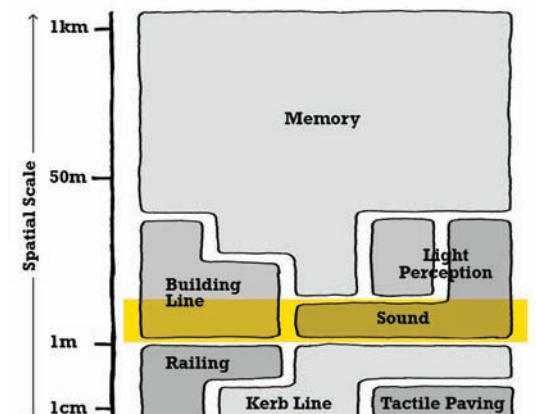 1km
Memory
50m
Spatial Scale
Light
Perception
Building
Line
Sound
1m
Railing
1cm
Kerb Line
Tactile Paving